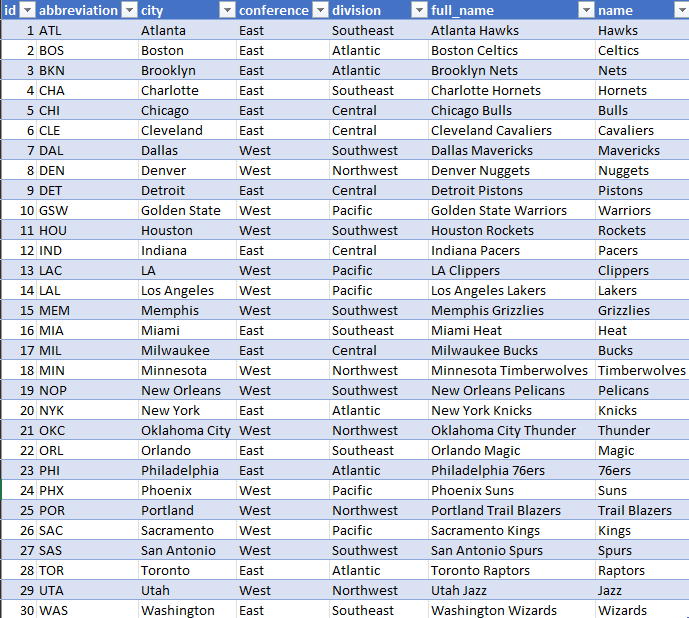 id abbreviation city conference division full_name name
1 ATL Atlanta East Southeast Atlanta Hawks Hawks
2 BOS Boston East Atlantic Boston Celtics Celtics
3 BKN Brooklyn East Atlantic Brooklyn Nets Nets
4 CHA Charlotte East Southeast Charlotte Hornets Hornets
5 CHI Chicago East Central Chicago Bulls Bulls
6 CLE Cleveland East Central Cleveland Cavaliers Cavaliers
7 DAL Dallas West Southwest Dallas Mavericks Mavericks
8 DEN Denver West Northwest Denver Nuggets Nuggets
9 DET Detroit East Central Detroit Pistons Pistons
10 GSW Golden State West Pacific Golden State Warriors Warriors
11 HOU Houston West Southwest Houston Rockets Rockets
12 IND Indiana East Central Indiana Pacers Pacers
13 LAC LA West Pacific LA Clippers Clippers
14 LAL Los Angeles West Pacific Los Angeles Lakers Lakers
15 MEM Memphis West Southwest Memphis Grizzlies Grizzlies
16 MIA Miami East Southeast Miami Heat Heat
17 MIL Milwaukee East Central Milwaukee Bucks Bucks
18 MIN Minnesota West Northwest Minnesota Timberwolves Timberwolves
19 NOP New Orleans West Southwest New Orleans Pelicans Pelicans
20 NYK New York East Atlantic New York Knicks Knicks
21 OKC Oklahoma City West Northwest Oklahoma City Thunder Thunder
22 ORL Orlando East Southeast Orlando Magic Magic
23 PHI Philadelphia East Atlantic Philadelphia 76ers 76ers
24 PHX Phoenix West Pacific Phoenix Suns Suns
25 POR Portland West Northwest Portland Trail Blazers Trail Blazers
26 SAC Sacramento West Pacific Sacramento Kings Kings
27 SAS San Antonio West Southwest San Antonio Spurs Spurs
28 TOR Toronto East Atlantic Toronto Raptors Raptors
29 UTA Utah West Northwest Utah Jazz Jazz
30 WAS Washington East Southeast Washington Wizards Wizards